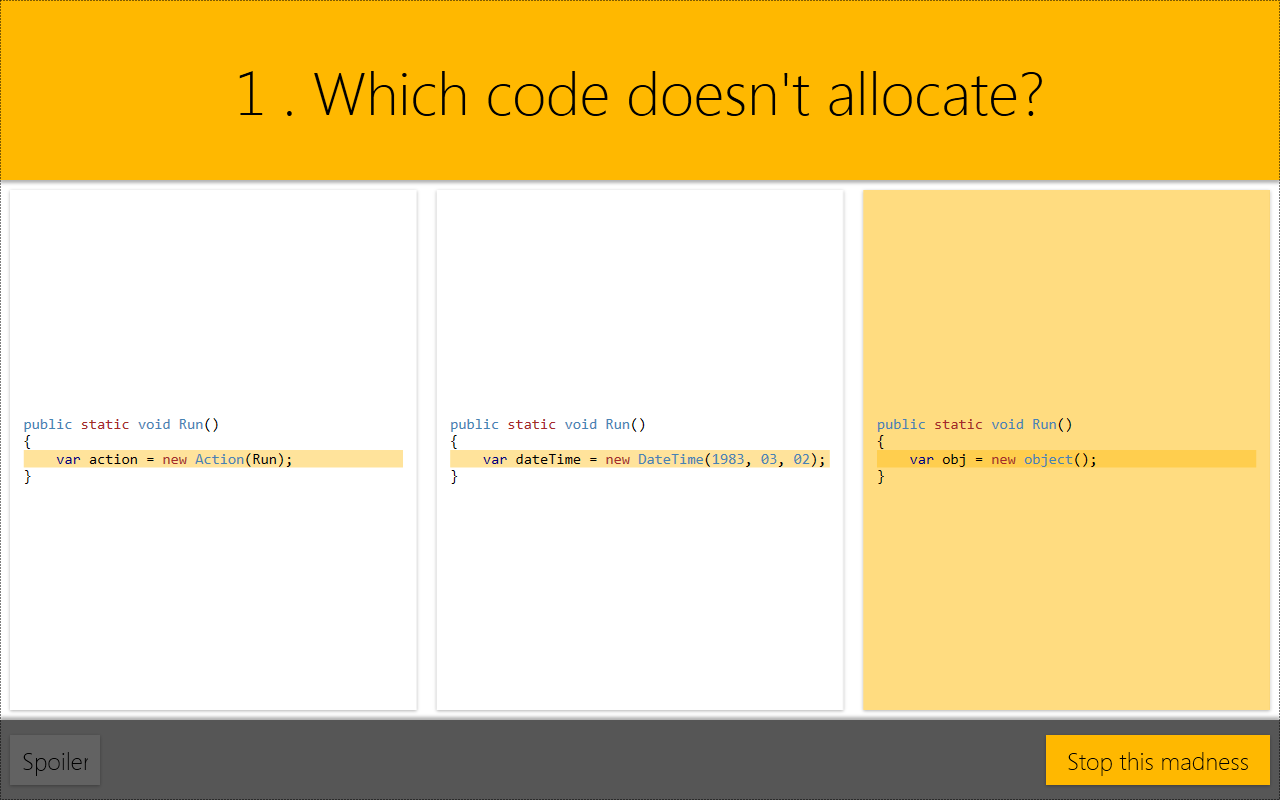 1 . Which code doesn't allocate?
public static void Run()
{
    var action = new Action(Run);
}
public static void Run()
{
    var dateTime = new DateTime(1983, 03, 02);
}
public static void Run()
{
    var obj = new object();
}
Spoiler
Stop this madness